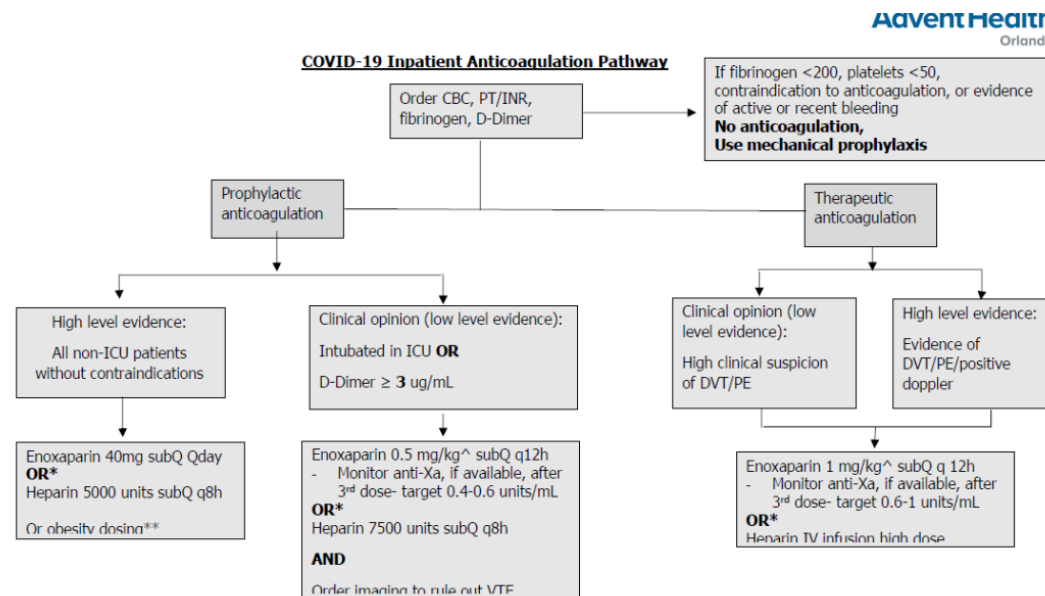 AdventHealth
Orland
COVID-19 Inpatient Anticoagulation Pathway
Order CBC, PT/INR,
fibrinogen, D-Dimer
If fibrinogen <200, platelets <50,
contraindication to anticoagulation, or evidence
of active or recent bleeding
No anticoagulation,
Use mechanical prophylaxis
Prophylactic
anticoagulation
Therapeutic
anticoagulation
High level evidence:
All non-ICU patients
without contraindications
Clinical opinion (low level evidence):
Intubated in ICU OR
D-Dimer ≥ 3 ug/mL
Clinical opinion (low
level evidence):
High clinical suspicion
of DVT/PE
High level evidence:
Evidence of
DVT/PE/positive
doppler
Enoxaparin 40mg subQ Qday
OR*
Heparin 5000 units subQ q8h
Or obesity dosing**
Enoxaparin 0.5 mg/kg^ subQ q12h
- Monitor anti-Xa, if available, after
3rd dose- target 0.4-0.6 units/mL
OR*
Heparin 7500 units subQ q8h
AND
Order imaging to rule out VTE
Enoxaparin 1 mg/kg^ subQ q 12h
- Monitor anti-Xa, if available, after
3rd dose- target 0.6-1 units/mL
OR*
Heparin IV infusion high dose